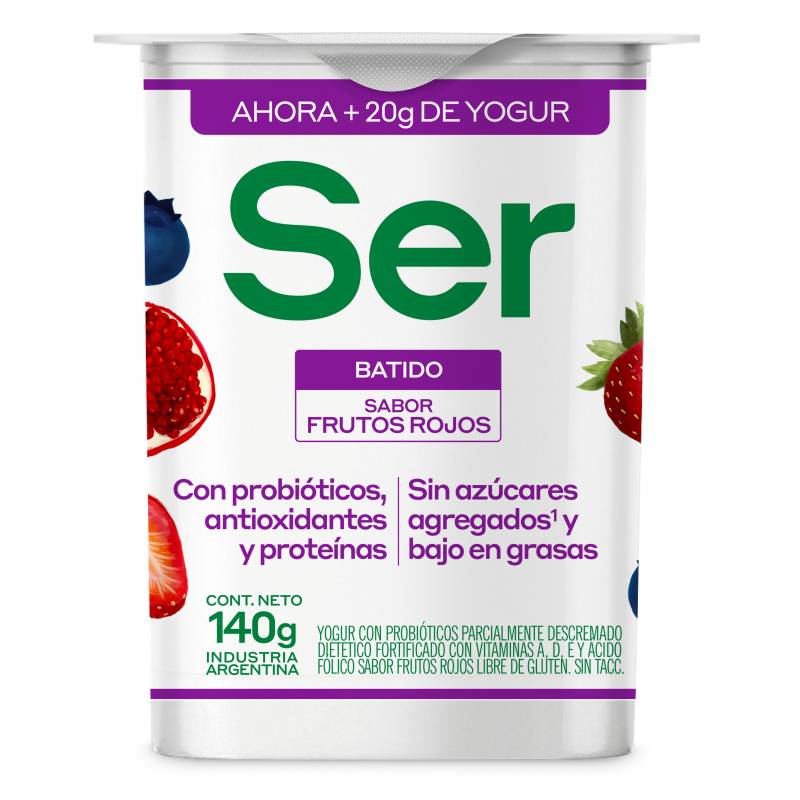 AHORA + 20g DE YOGUR
Ser
BATIDO
SABOR
FRUTOS ROJOS
Con probióticos,
antioxidantes
y proteínas
Sin azúcares
agregados¹ y
bajo en grasas
CONT. NETO
140g
INDUSTRIA
ARGENTINA
YOGUR CON PROBIÓTICOS PARCIALMENTE DESCREMADO
DIETÉTICO FORTIFICADO CON VITAMINAS A, D, E Y ACIDO
FÓLICO SABOR FRUTOS ROJOS LIBRE DE GLUTEN. SIN TACC.